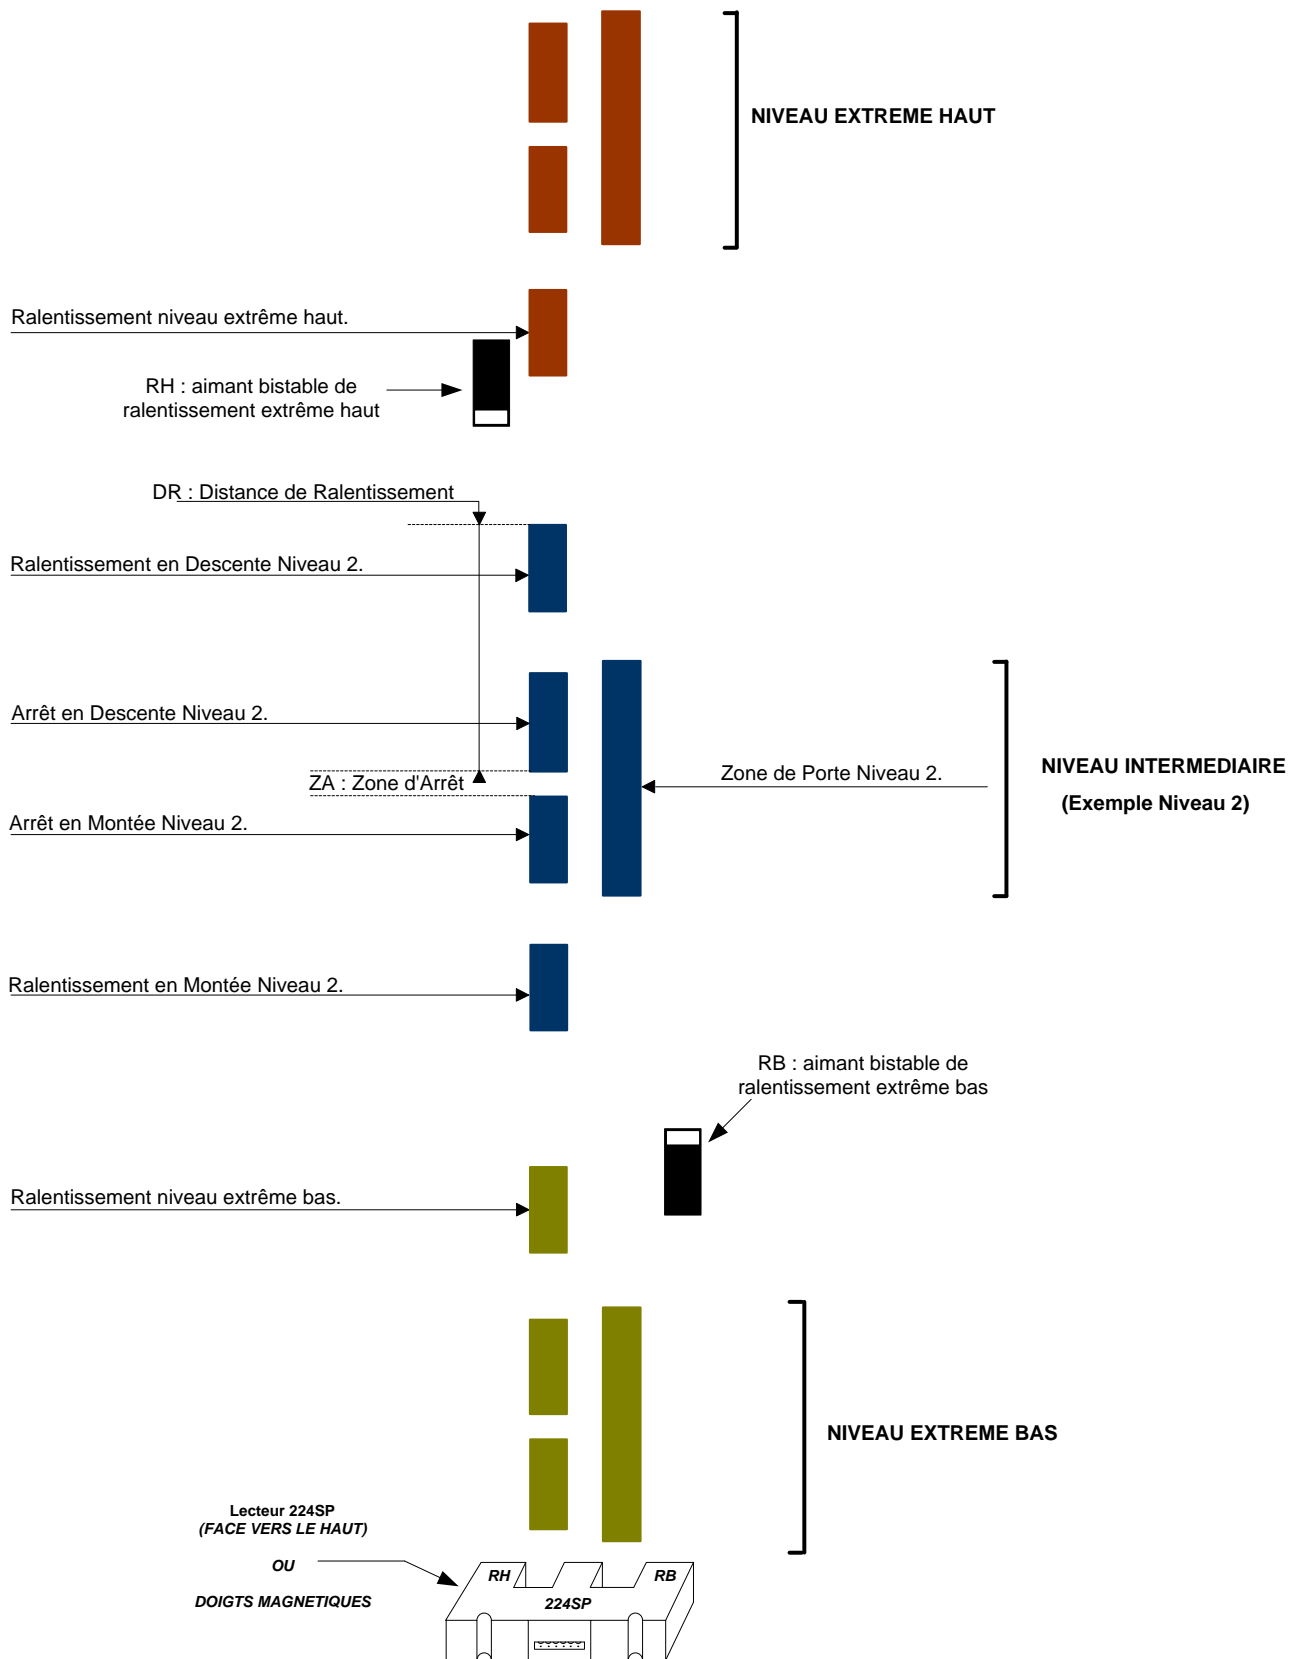 NIVEAU EXTREME HAUT
Ralentissement niveau extrême haut.
RH : aimant bistable de
ralentissement extrême haut
DR : Distance de Ralentissement
Ralentissement en Descente Niveau 2.
Arrêt en Descente Niveau 2.
ZA : Zone d'Arrêt
Zone de Porte Niveau 2.
NIVEAU INTERMEDIAIRE
(Exemple Niveau 2)
Arrêt en Montée Niveau 2.
Ralentissement en Montée Niveau 2.
RB : aimant bistable de
ralentissement extrême bas
Ralentissement niveau extrême bas.
NIVEAU EXTREME BAS
Lecteur 224SP
(FACE VERS LE HAUT)
OU
DOIGTS MAGNETIQUES
RH
RB
224SP